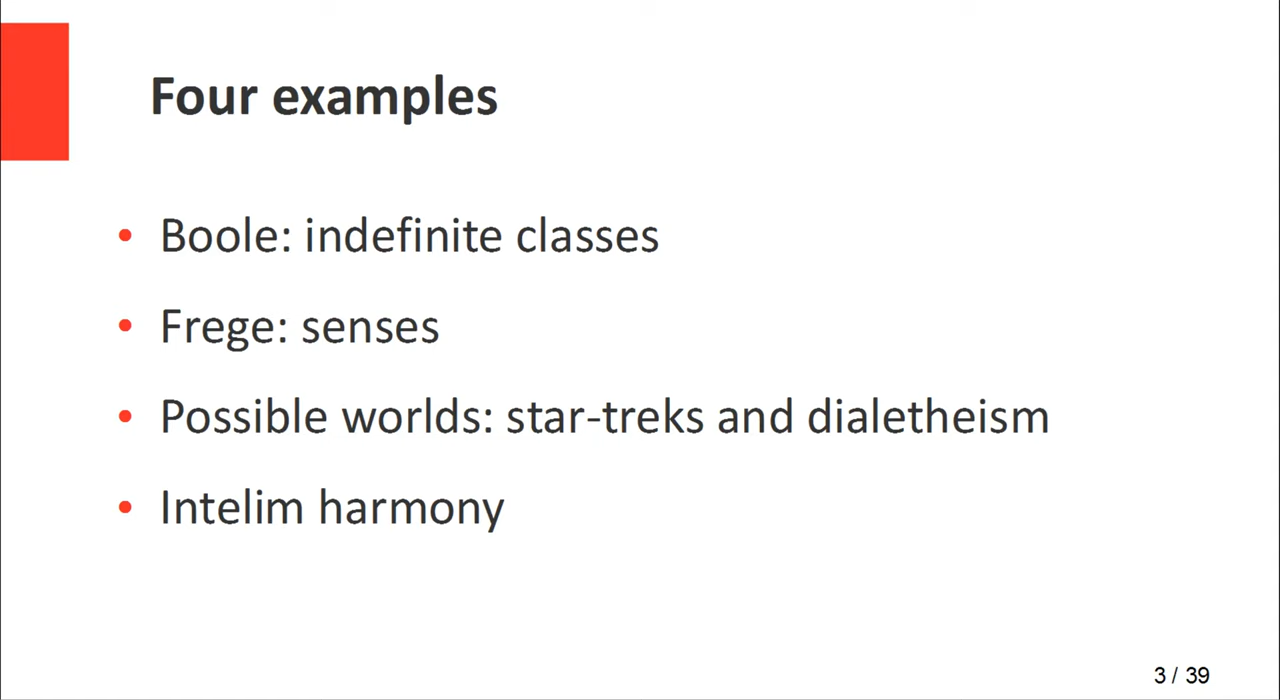 Four examples
• Boole: indefinite classes
• Frege: senses
• Possible worlds: star-treks and dialetheism
• Intelim harmony
3 / 39